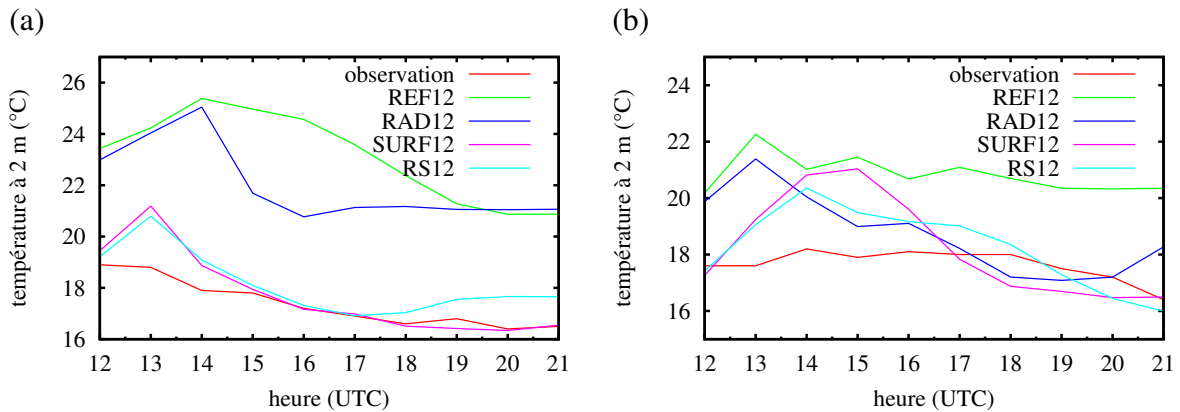 (a)
température à 2 m (°C)
26
24
22
20
18
16
12 13 14 15 16 17 18 19 20 21
heure (UTC)
observation
REF12
RAD12
SURF12
RS12
(b)
température à 2 m (°C)
24
22
20
18
16
12 13 14 15 16 17 18 19 20 21
heure (UTC)
observation
REF12
RAD12
SURF12
RS12